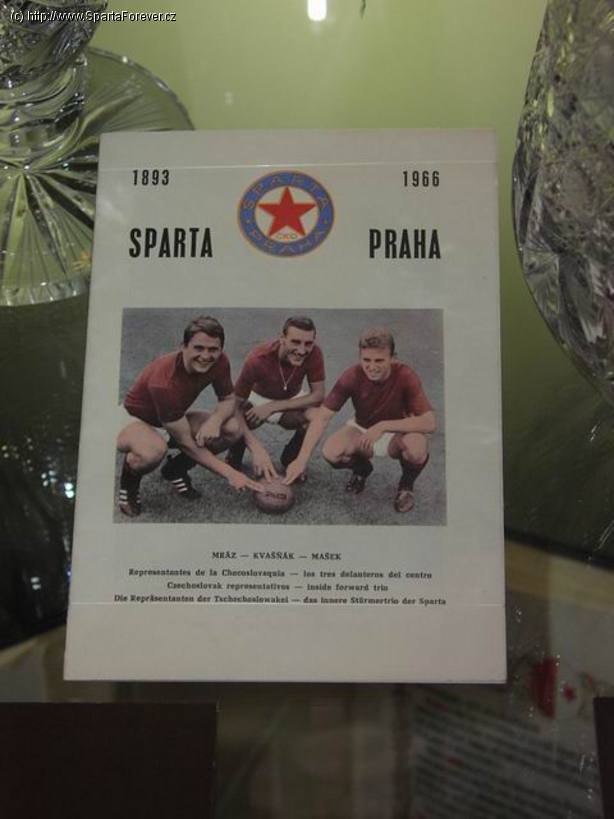 (c) http://www.SpartaForever.cz
1893
1966
SPARTA
PRAHA
ČKD
SPARTA PRAHA
MRÁZ — KVAŠŇÁK — MAŠEK
Representantes de la Checoslovaquia — los tres delanteros del centro
Czechoslovak representatives — inside forward trio
Die Repräsentanten der Tschechoslowakei — das innere Stürmertrio der Sparta